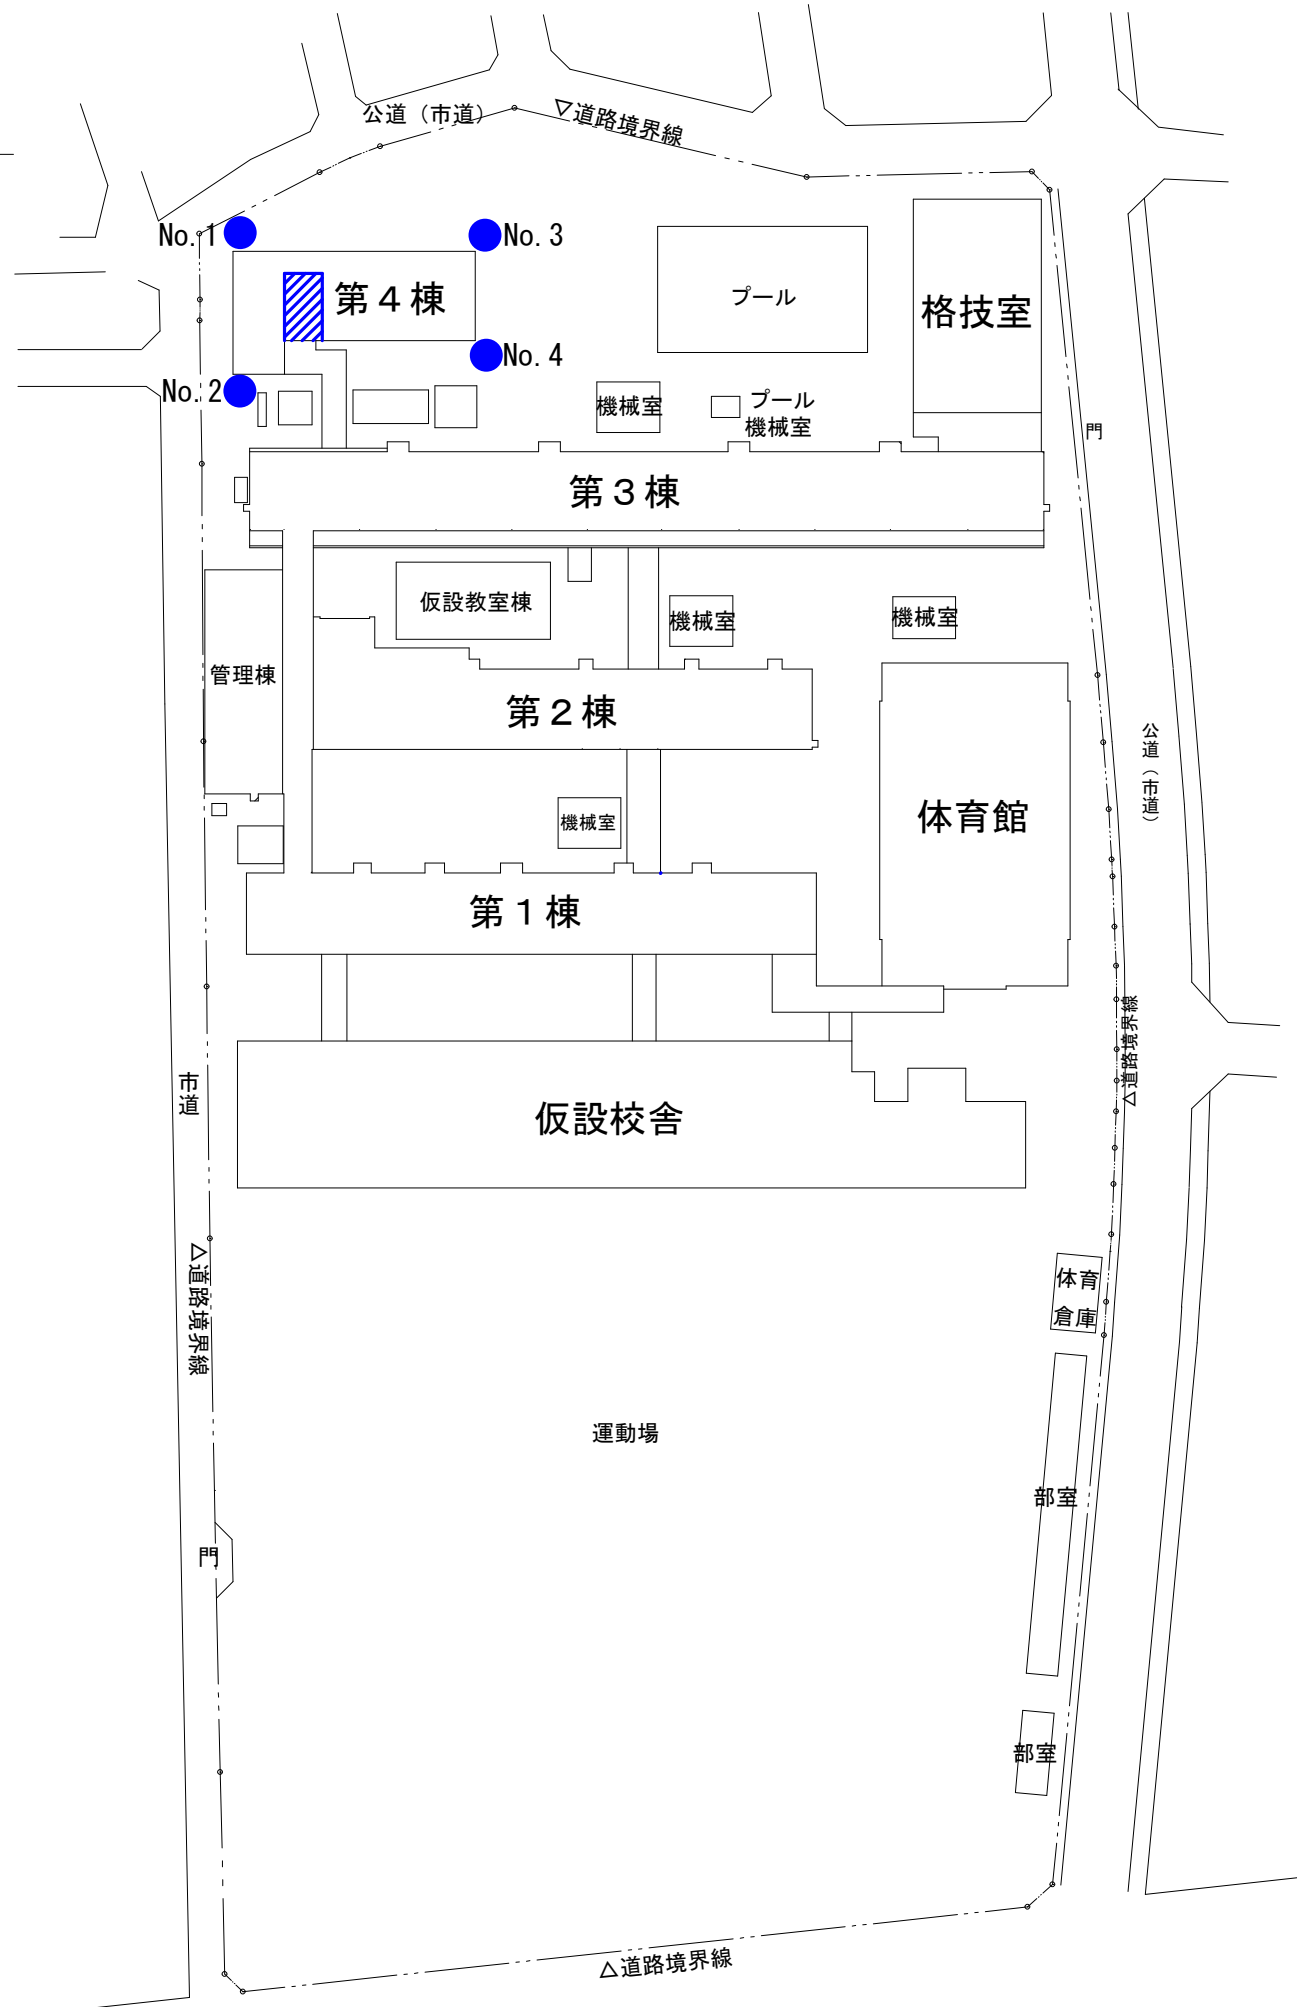 公道（市道）
▽道路境界線
No. 1
No. 3
第４棟
プール
格技室
No. 4
No. 2
機械室
プール
機械室
門
第３棟
仮設教室棟
機械室
機械室
管理棟
第２棟
公道（市道）
機械室
体育館
第１棟
△道路境界線
市道
仮設校舎
△道路境界線
体育
倉庫
運動場
部室
門
部室
△道路境界線